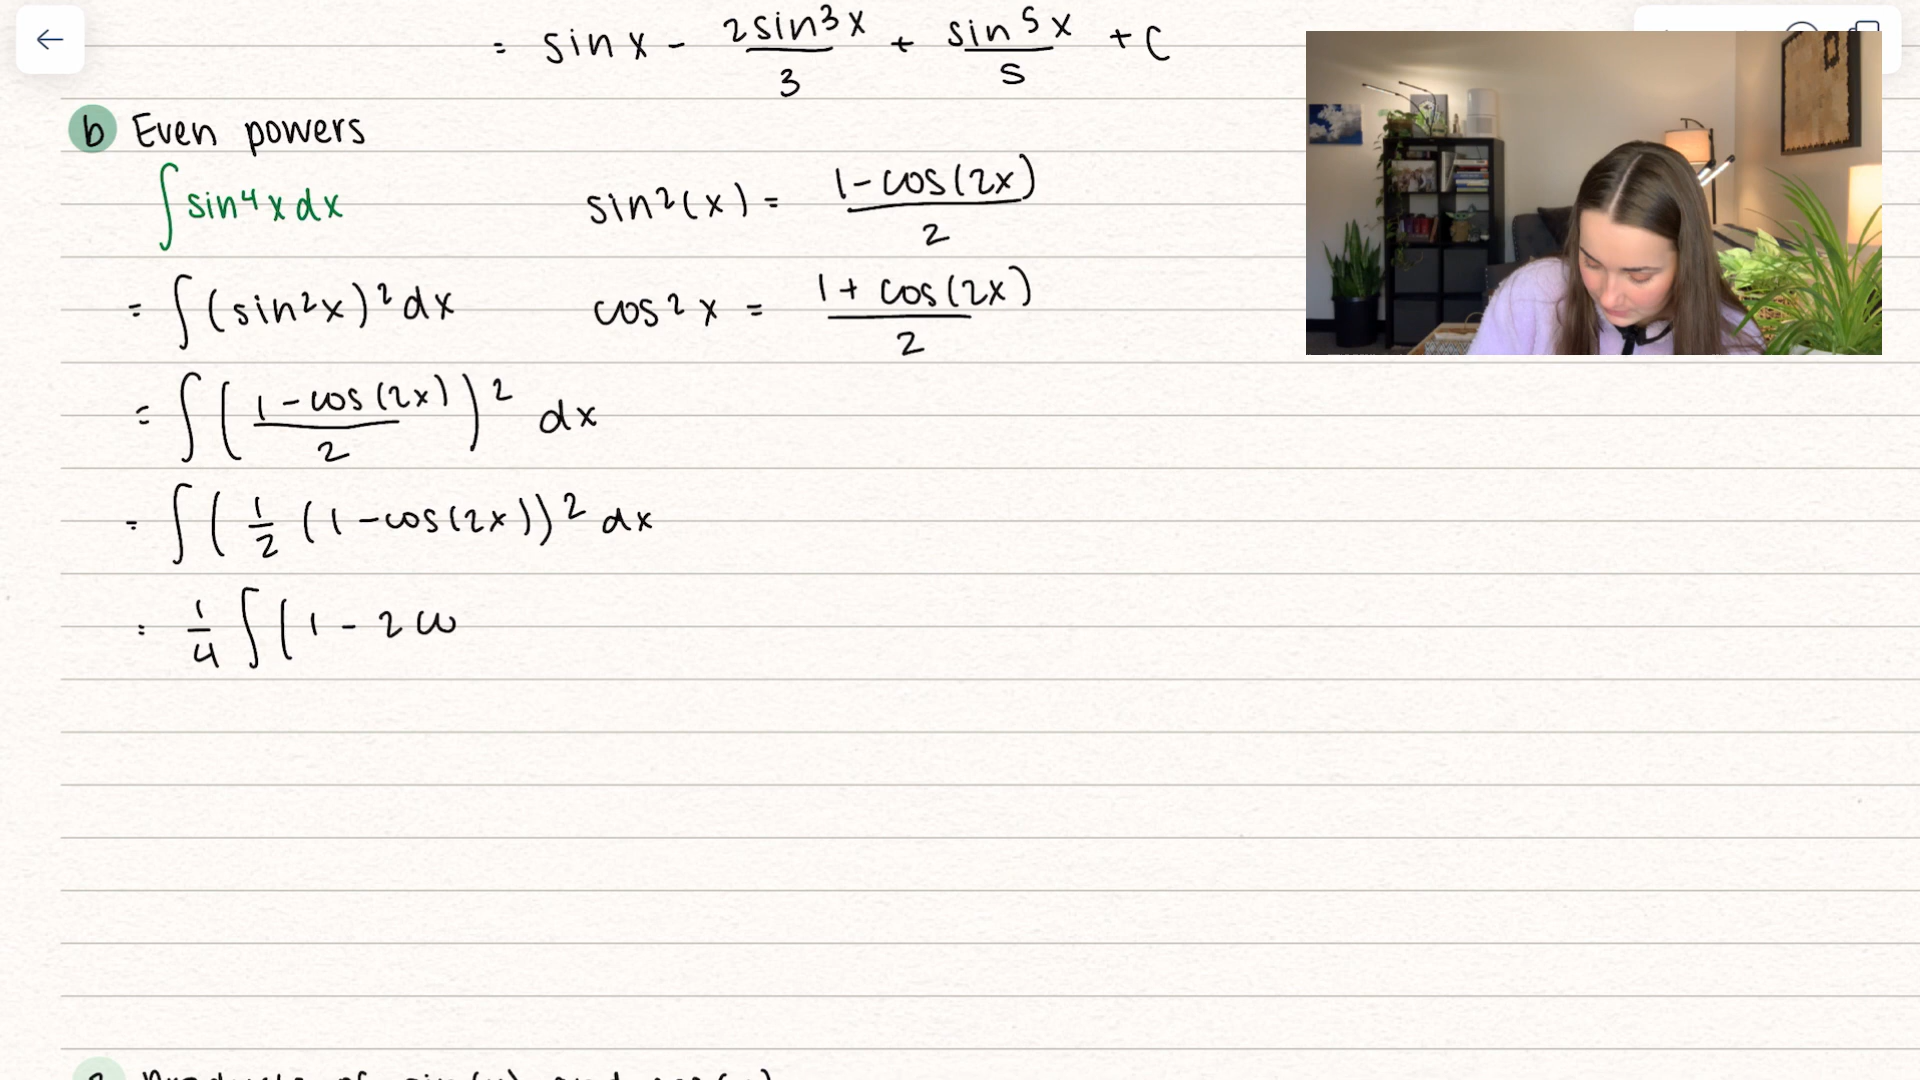 = sin x - 2sin³x/3 + sin⁵x/5 + C
b Even powers
∫ sin⁴x dx
sin²(x) = 1-cos(2x)/2
= ∫ (sin²x)² dx
cos²x = 1+cos(2x)/2
= ∫ (1-cos(2x)/2)² dx
= ∫ (1/2 (1-cos(2x))² dx
= 1/4 ∫ (1 - 2 co